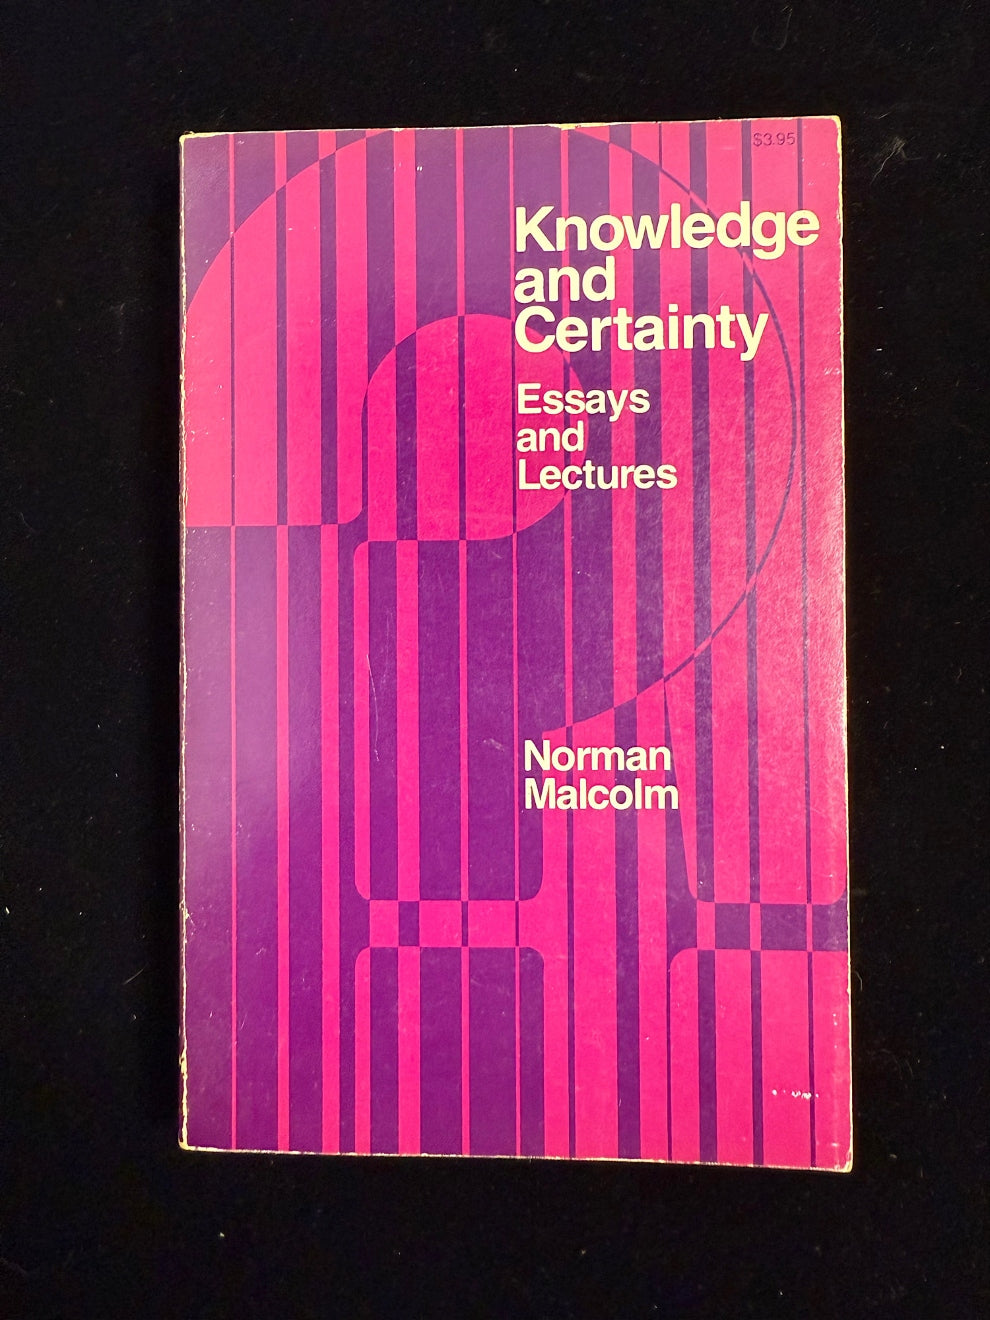 $3.95
Knowledge
and
Certainty
Essays
and
Lectures
Norman
Malcolm